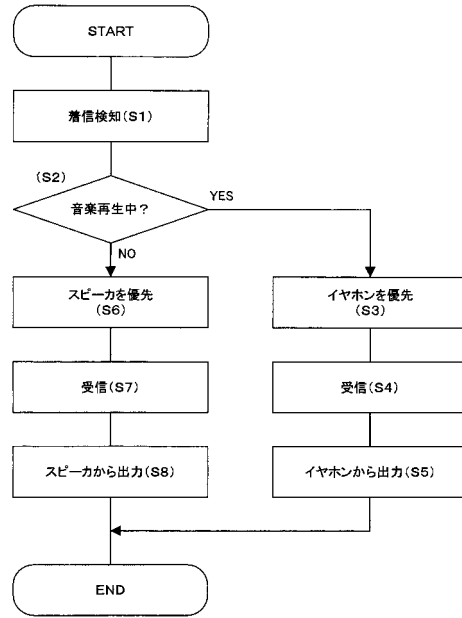 START
着信検知(S1)
(S2)
音楽再生中?
YES
NO
スピーカを優先
(S6)
イヤホンを優先
(S3)
受信(S7)
受信(S4)
スピーカから出力(S8)
イヤホンから出力(S5)
END